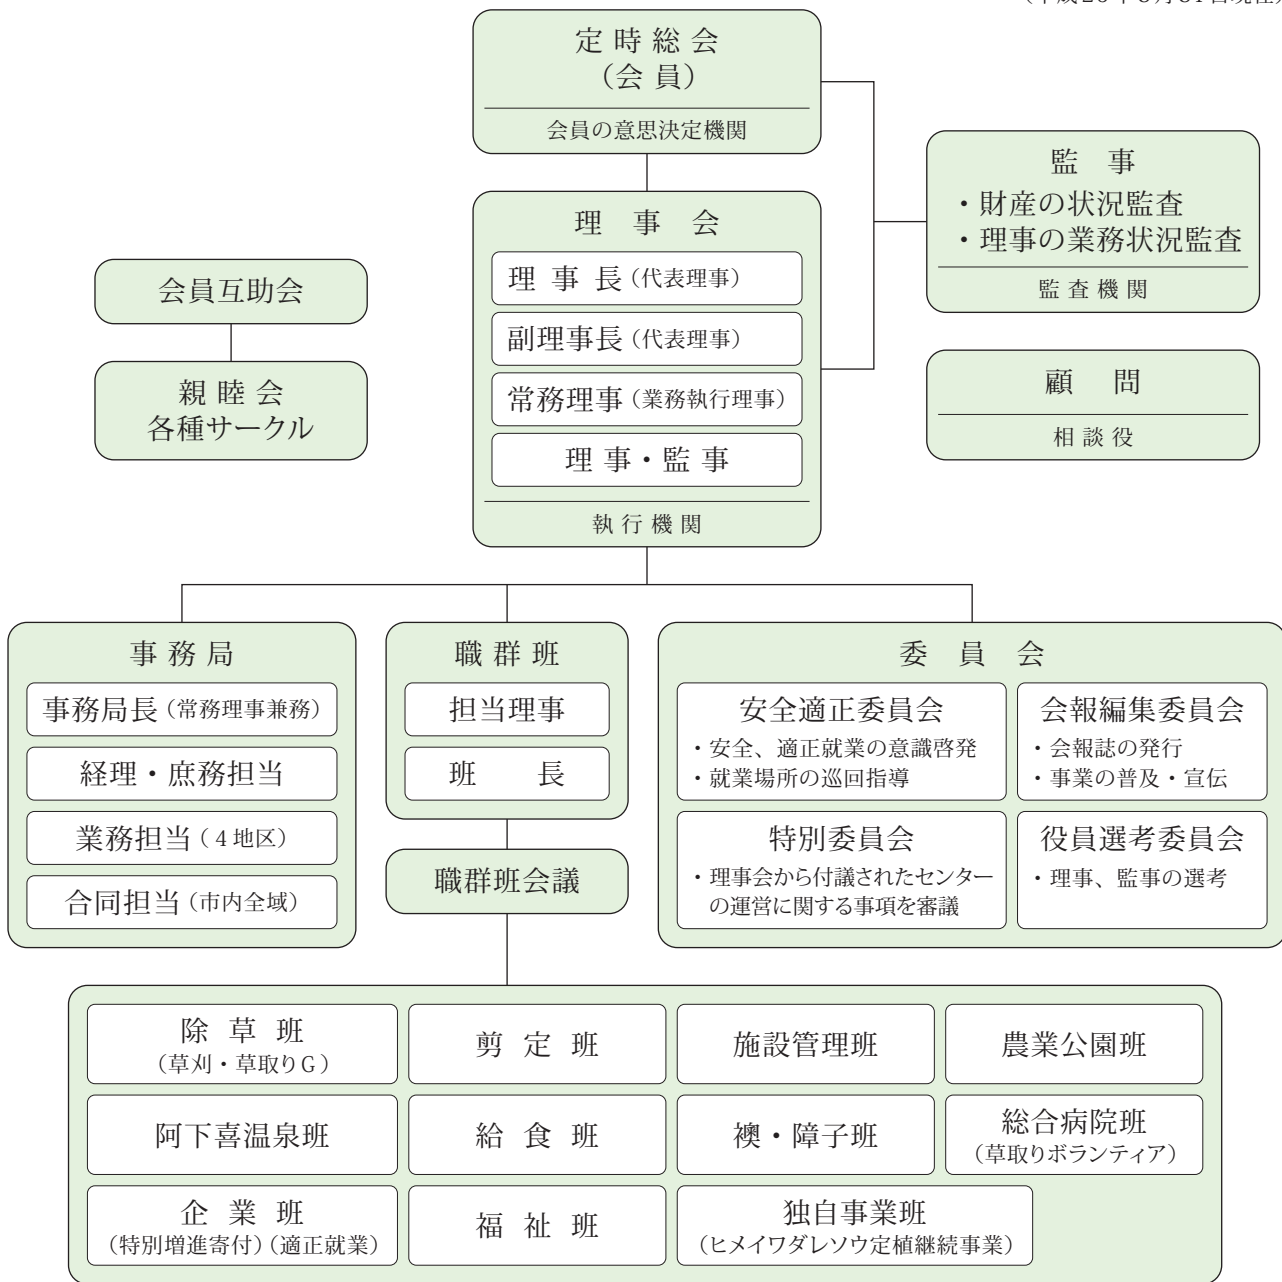 定時総会
（会員）
会員の意思決定機関
監事
・財産の状況監査
・理事の業務状況監査
監査機関
理事会
理事長（代表理事）
副理事長（代表理事）
常務理事（業務執行理事）
理事・監事
執行機関
会員互助会
親睦会
各種サークル
顧問
相談役
事務局
事務局長（常務理事兼務）
経理・庶務担当
業務担当（４地区）
合同担当（市内全域）
職群班
担当理事
班長
職群班会議
委員会
安全適正委員会
・安全、適正就業の意識啓発
・就業場所の巡回指導
会報編集委員会
・会報誌の発行
・事業の普及・宣伝
特別委員会
・理事会から付議されたセンター
の運営に関する事項を審議
役員選考委員会
・理事、監事の選考
除草班
（草刈・草取りＧ）
剪定班
施設管理班
農業公園班
阿下喜温泉班
給食班
襖・障子班
総合病院班
（草取りボランティア）
企業班
（特別増進寄付）（適正就業）
福祉班
独自事業班
（ヒメイワダレソウ定植継続事業）